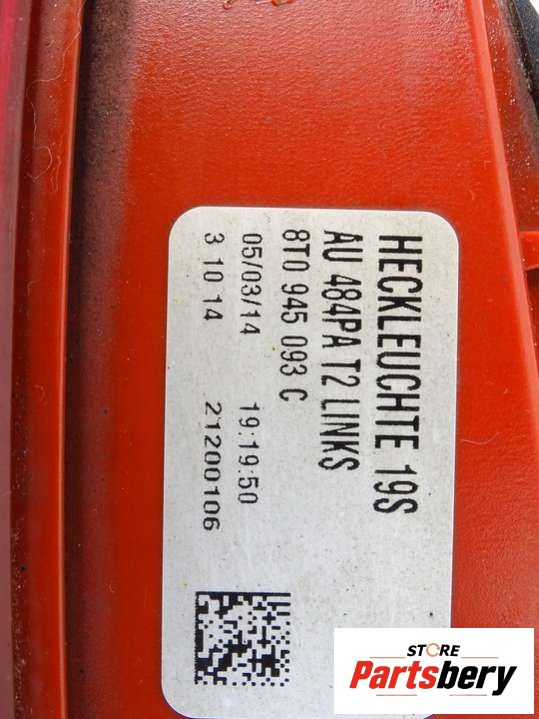 HECKLEUCHTE 19S
AU 484PA T2 LINKS
8T0 945 093 C
05/03/14 19:19:50
3 10 14 21200106
STORE
Partsbery